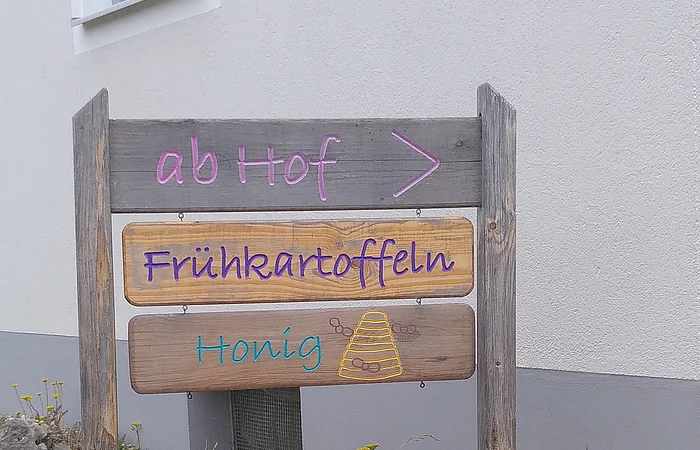 ab Hof >
Frühkartoffeln
Honig